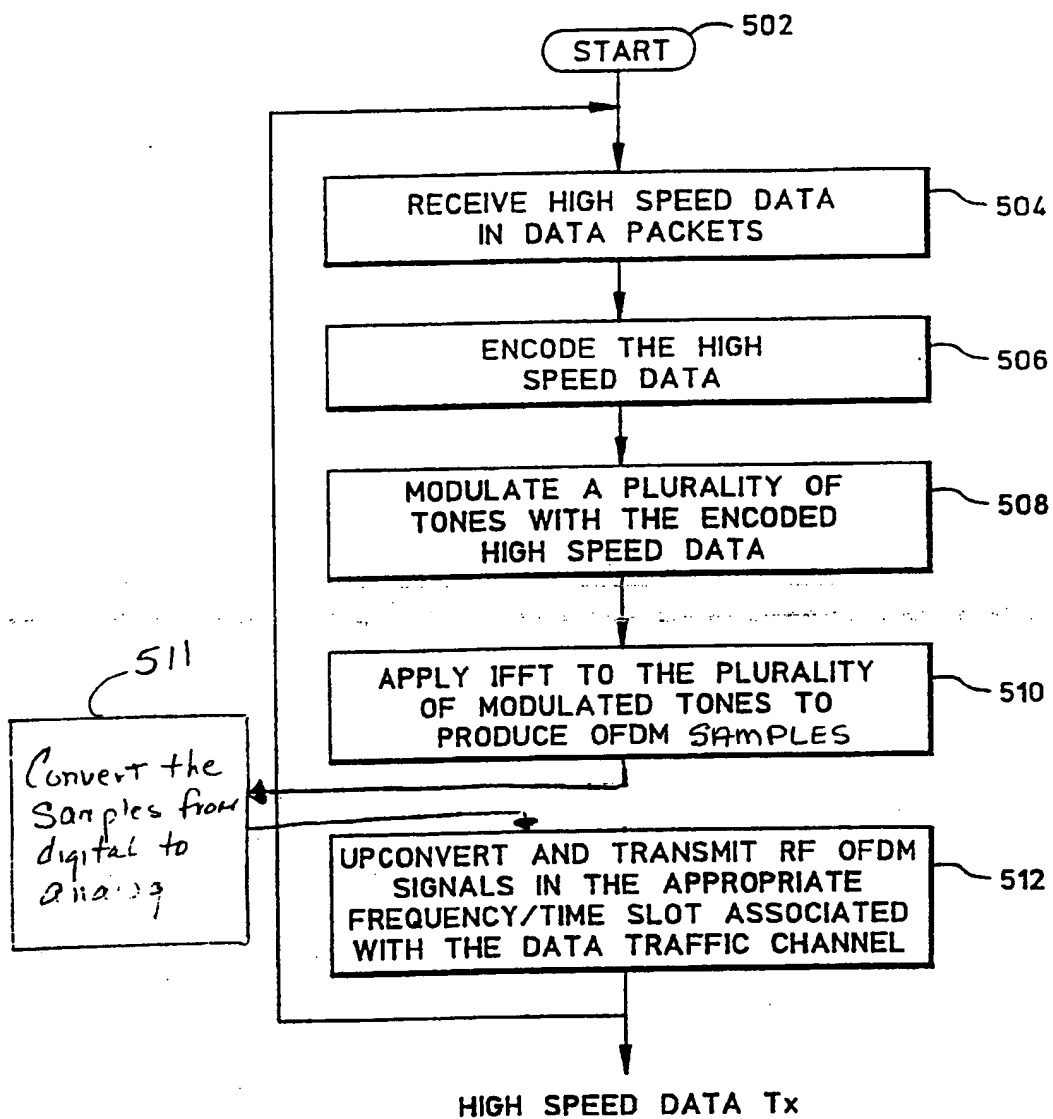 502
START
RECEIVE HIGH SPEED DATA
IN DATA PACKETS
504
ENCODE THE HIGH
SPEED DATA
506
MODULATE A PLURALITY OF
TONES WITH THE ENCODED
HIGH SPEED DATA
508
APPLY IFFT TO THE PLURALITY
OF MODULATED TONES TO
PRODUCE OFDM SAMPLES
510
511
Convert the
Samples from
digital to
analog
UPCONVERT AND TRANSMIT RF OFDM
SIGNALS IN THE APPROPRIATE
FREQUENCY/TIME SLOT ASSOCIATED
WITH THE DATA TRAFFIC CHANNEL
512
HIGH SPEED DATA Tx